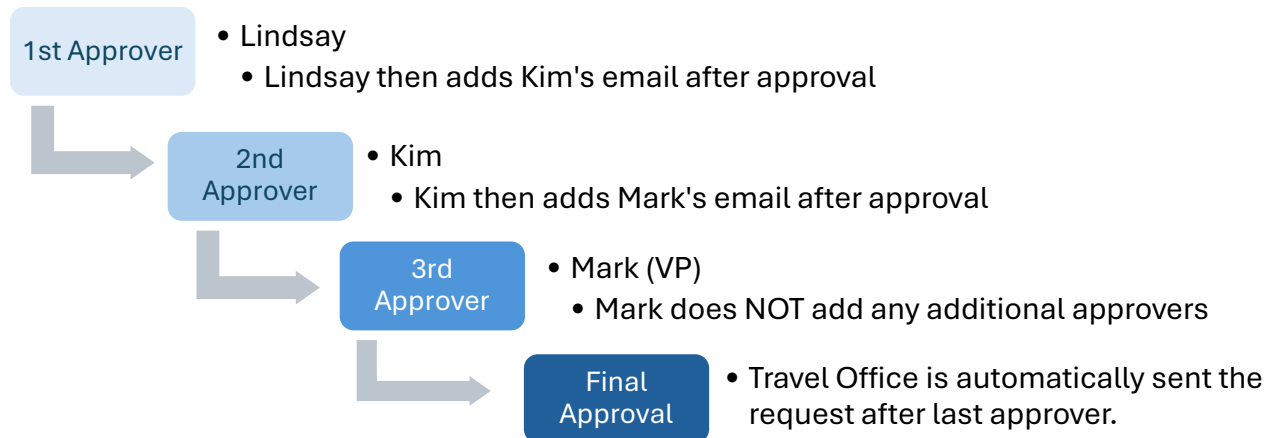 1st Approver
• Lindsay
• Lindsay then adds Kim's email after approval
2nd
Approver
• Kim
• Kim then adds Mark's email after approval
3rd
Approver
• Mark (VP)
• Mark does NOT add any additional approvers
Final
Approval
• Travel Office is automatically sent the
request after last approver.